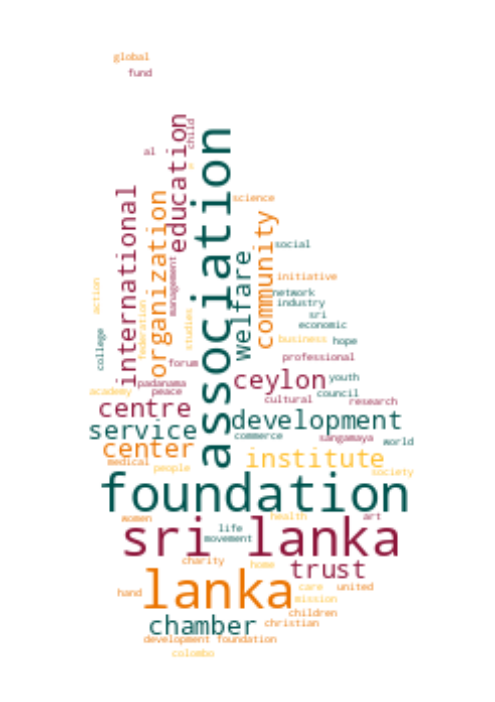 global
fund
child
al
education
association
international
organization
science
community
social
welfare
management
initiative
action
network
industry
federation
studies
sri
economic
college
business
hope
forum
professional
padanama
ceylon
youth
academy
peace
council
centre
cultural
research
service
development
commerce
sangamaya
world
center
institute
medical
people
society
foundation
women
health
art
sri lanka
life
movement
charity
home
trust
lanka
hand
care
united
mission
children
chamber
christian
development foundation
colombo